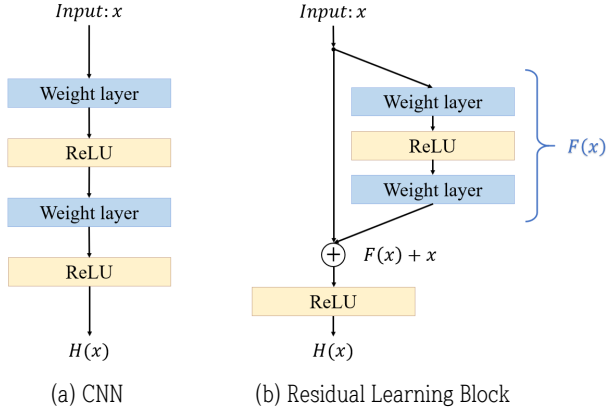 Input: x
Weight layer
ReLU
Weight layer
ReLU
H(x)
(a) CNN
Input: x
Weight layer
ReLU
Weight layer
F(x)
+
F(x) + x
ReLU
H(x)
(b) Residual Learning Block